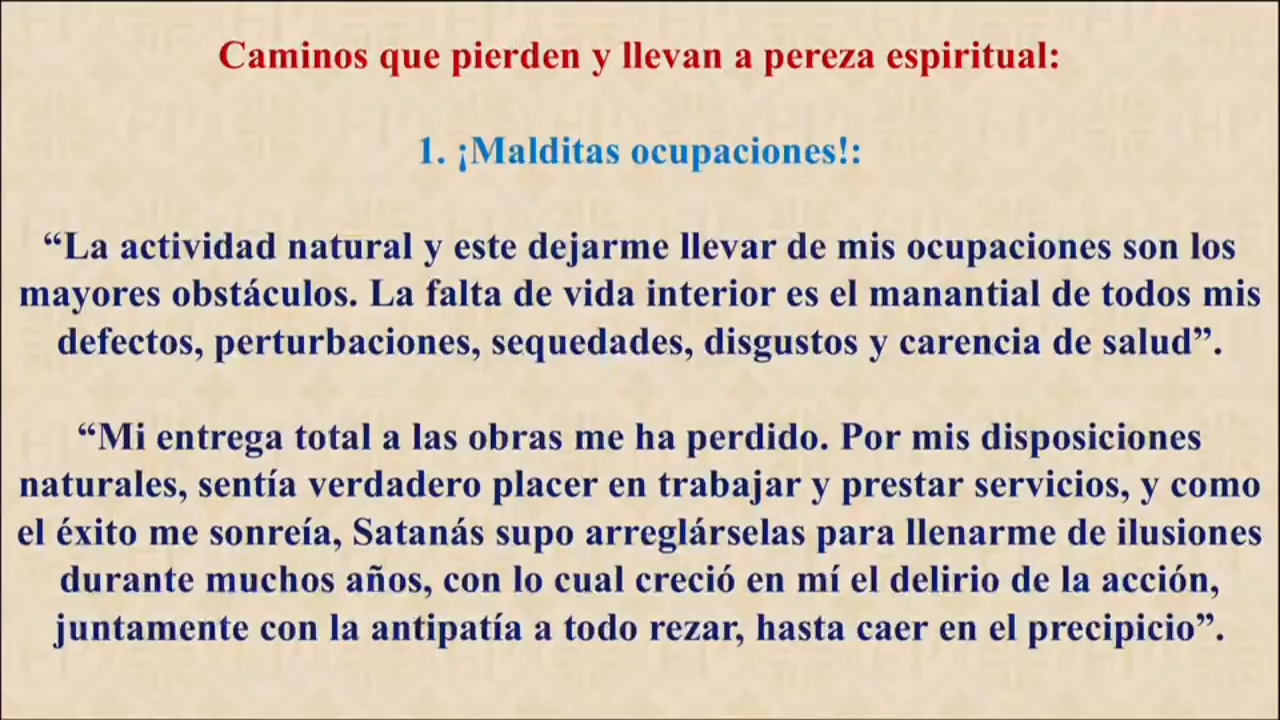 Caminos que pierden y llevan a pereza espiritual:
1. ¡Malditas ocupaciones!:
“La actividad natural y este dejarme llevar de mis ocupaciones son los
mayores obstáculos. La falta de vida interior es el manantial de todos mis
defectos, perturbaciones, sequedades, disgustos y carencia de salud”.
“Mi entrega total a las obras me ha perdido. Por mis disposiciones
naturales, sentía verdadero placer en trabajar y prestar servicios, y como
el éxito me sonreía, Satanás supo arreglárselas para llenarme de ilusiones
durante muchos años, con lo cual creció en mí el delirio de la acción,
juntamente con la antipatía a todo rezar, hasta caer en el precipicio”.